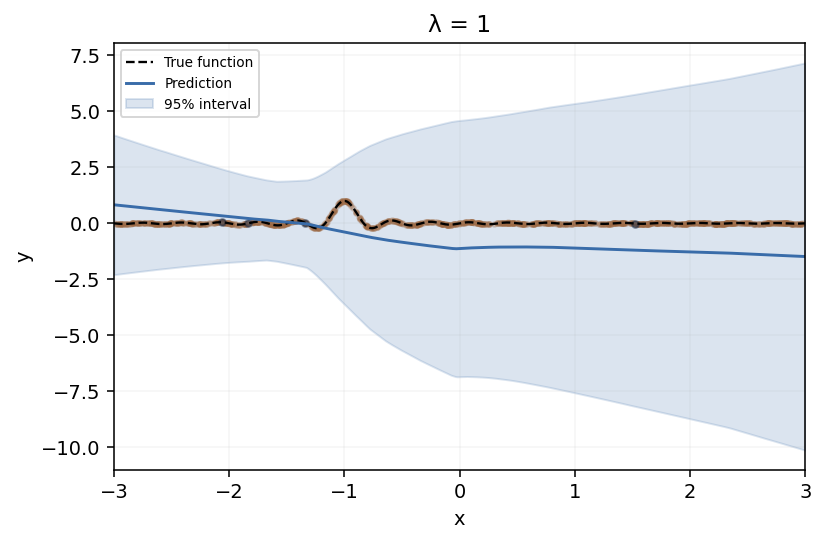 λ = 1
True function
Prediction
95% interval
7.5
5.0
2.5
0.0
−2.5
−5.0
−7.5
−10.0
y
−3 −2 −1 0 1 2 3
x